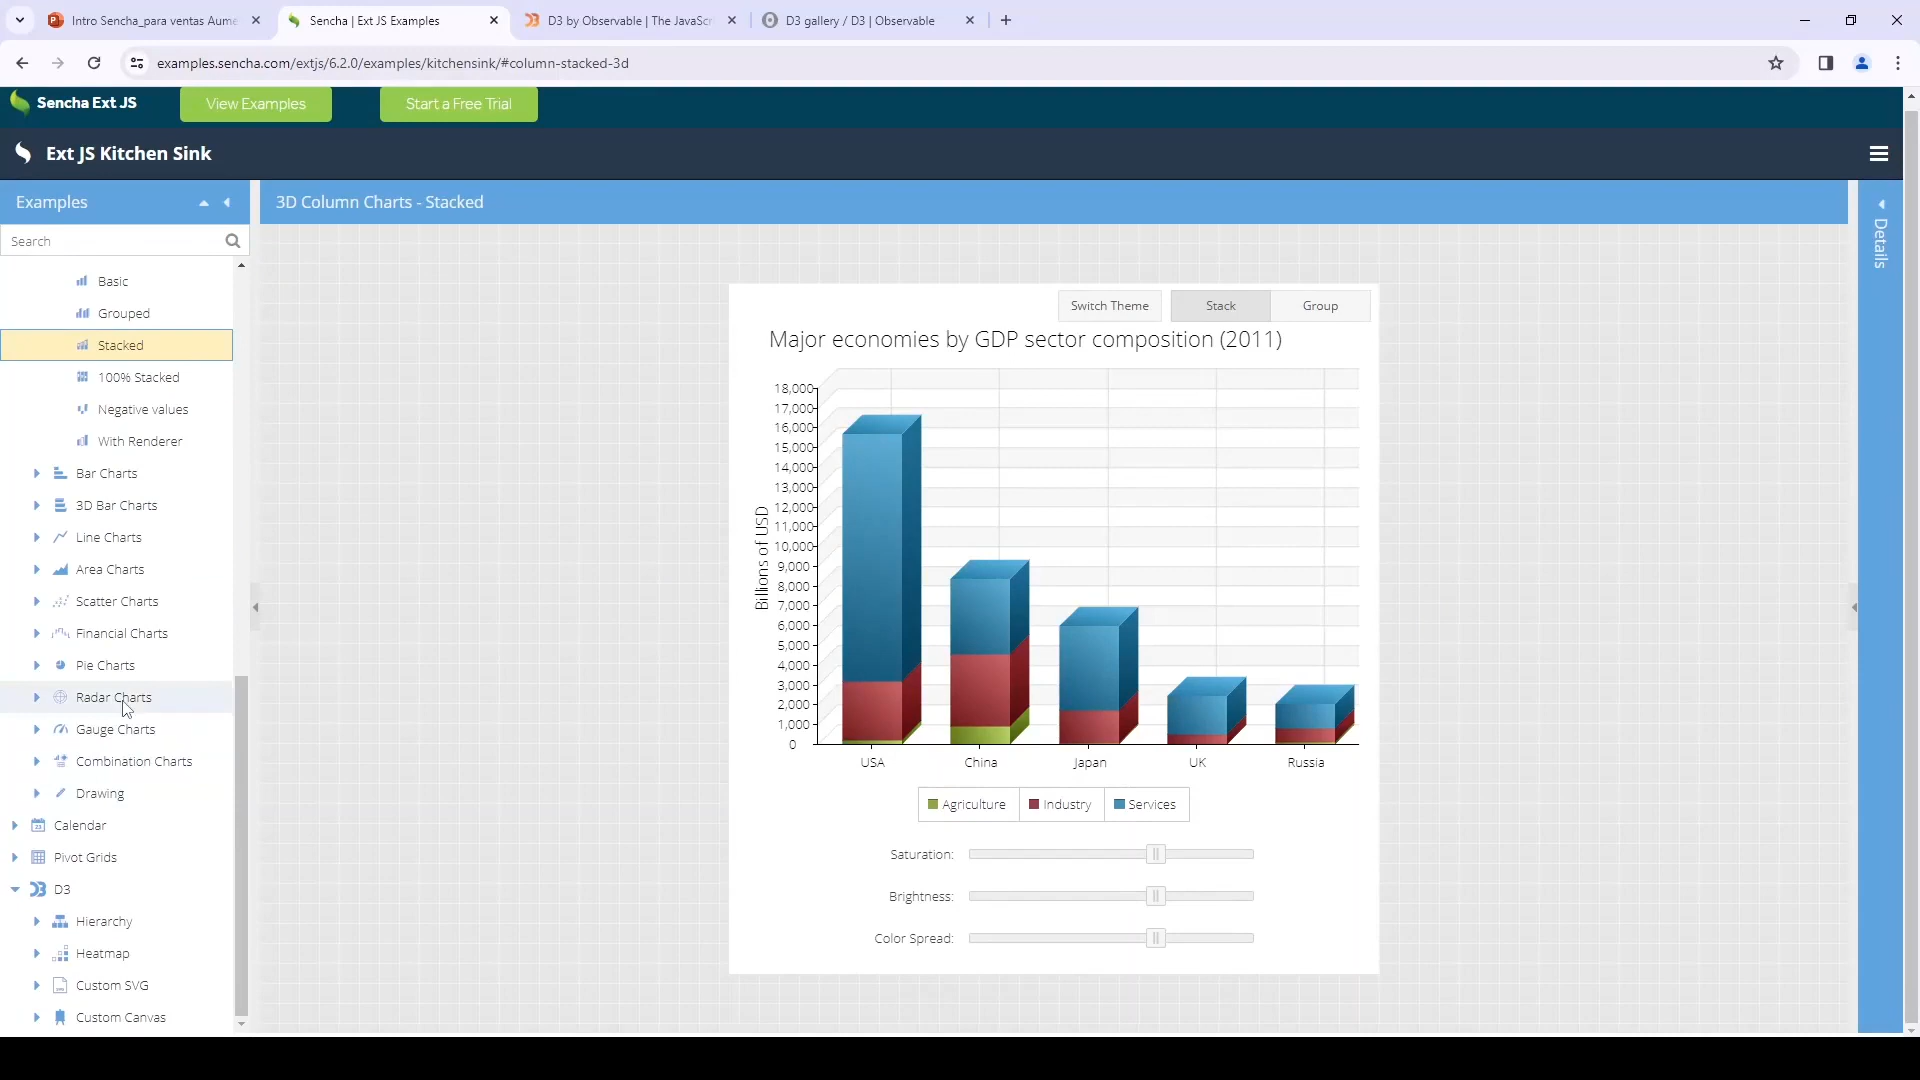 Intro Sencha_para ventas Aume
Sencha | Ext JS Examples
D3 by Observable | The JavaScr
D3 gallery / D3 | Observable
examples.sencha.com/extjs/6.2.0/examples/kitchensink/#column-stacked-3d
Sencha Ext JS
View Examples
Start a Free Trial
Ext JS Kitchen Sink
Examples
3D Column Charts - Stacked
Details
Search
Basic
Grouped
Stacked
100% Stacked
Negative values
With Renderer
Bar Charts
3D Bar Charts
Line Charts
Area Charts
Scatter Charts
Financial Charts
Pie Charts
Radar Charts
Gauge Charts
Combination Charts
Drawing
Calendar
Pivot Grids
D3
Hierarchy
Heatmap
Custom SVG
Custom Canvas
Switch Theme
Stack
Group
Major economies by GDP sector composition (2011)
Billions of USD
18,000
17,000
16,000
15,000
14,000
13,000
12,000
11,000
10,000
9,000
8,000
7,000
6,000
5,000
4,000
3,000
2,000
1,000
0
USA
China
Japan
UK
Russia
Agriculture
Industry
Services
Saturation:
Brightness:
Color Spread: